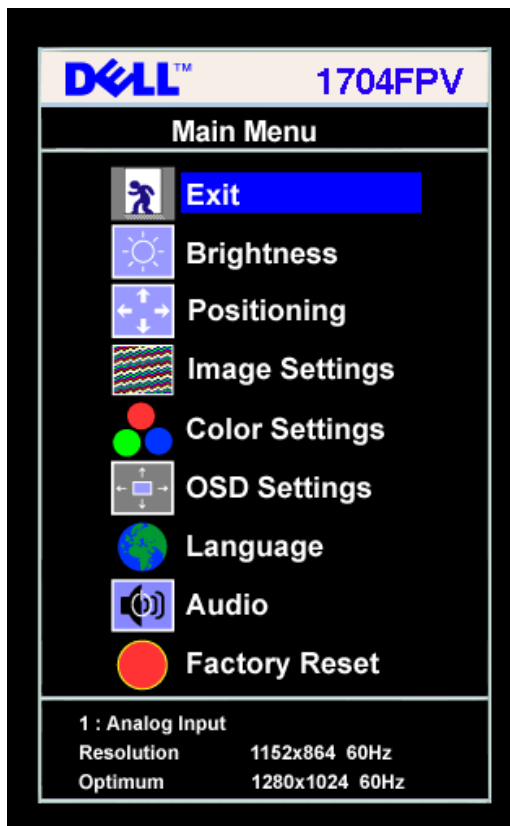 DELL™ 1704FPV
Main Menu
Exit
Brightness
Positioning
Image Settings
Color Settings
OSD Settings
Language
Audio
Factory Reset
1 : Analog Input
Resolution 1152x864 60Hz
Optimum 1280x1024 60Hz